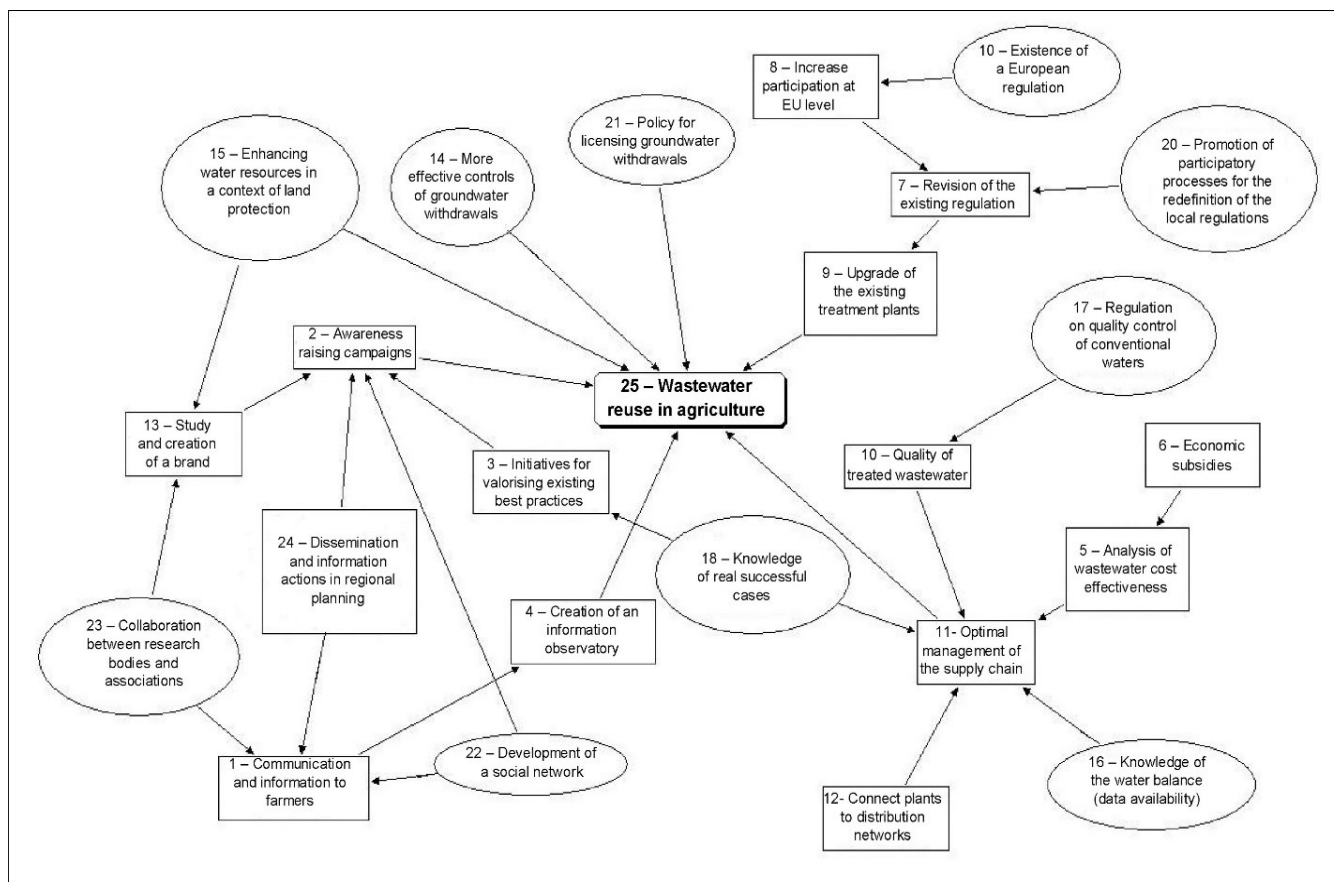 8 – Increase
participation at
EU level
10 – Existence of
a European
regulation
21 – Policy for
licensing groundwater
withdrawals
15 – Enhancing
water resources in
a context of land
protection
14 – More
effective controls
of groundwater
withdrawals
20 – Promotion of
participatory
processes for the
redefinition of the
local regulations
7 – Revision of the
existing regulation
9 – Upgrade of
the existing
treatment plants
17 – Regulation
on quality control
of conventional
waters
2 – Awareness
raising campaigns
25 – Wastewater
reuse in agriculture
13 – Study
and creation
of a brand
3 – Initiatives for
valorising existing
best practices
10 – Quality of
treated wastewater
6 – Economic
subsidies
24 – Dissemination
and information
actions in regional
planning
18 – Knowledge
of real successful
cases
5 – Analysis of
wastewater cost
effectiveness
23 – Collaboration
between research
bodies and
associations
4 – Creation of an
information
observatory
11- Optimal
management of
the supply chain
1 – Communication
and information to
farmers
22 – Development of
a social network
12- Connect plants
to distribution
networks
16 – Knowledge of
the water balance
(data availability)